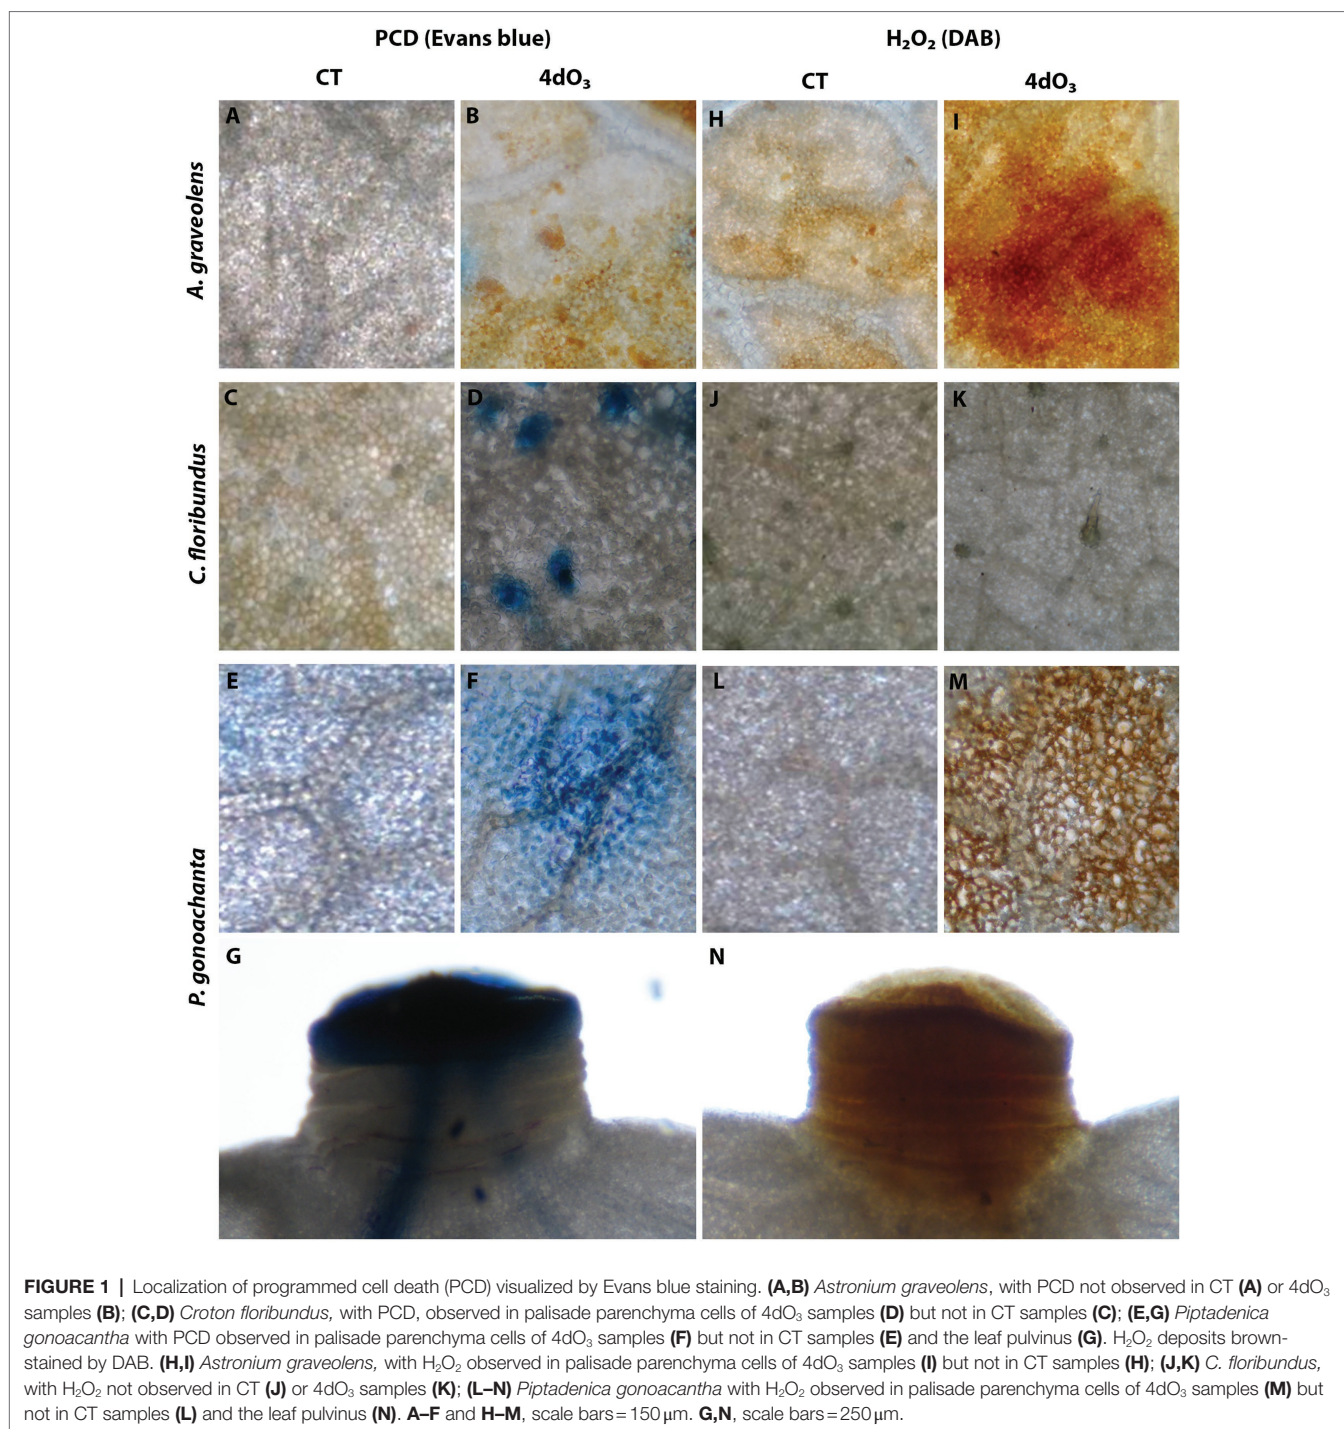 PCD (Evans blue)
H₂O₂ (DAB)
CT
4dO₃
CT
4dO₃
A. graveolens
A
B
H
I
C. floribundus
C
D
J
K
P. gonoachanta
E
F
L
M
G
N
FIGURE 1 | Localization of programmed cell death (PCD) visualized by Evans blue staining. (A,B) Astronium graveolens, with PCD not observed in CT (A) or 4dO₃
samples (B); (C,D) Croton floribundus, with PCD, observed in palisade parenchyma cells of 4dO₃ samples (D) but not in CT samples (C); (E,G) Piptadenica
gonoacantha with PCD observed in palisade parenchyma cells of 4dO₃ samples (F) but not in CT samples (E) and the leaf pulvinus (G). H₂O₂ deposits brown-
stained by DAB. (H,I) Astronium graveolens, with H₂O₂ observed in palisade parenchyma cells of 4dO₃ samples (I) but not in CT samples (H); (J,K) C. floribundus,
with H₂O₂ not observed in CT (J) or 4dO₃ samples (K); (L–N) Piptadenica gonoacantha with H₂O₂ observed in palisade parenchyma cells of 4dO₃ samples (M) but
not in CT samples (L) and the leaf pulvinus (N). A–F and H–M, scale bars=150 μm. G,N, scale bars=250 μm.